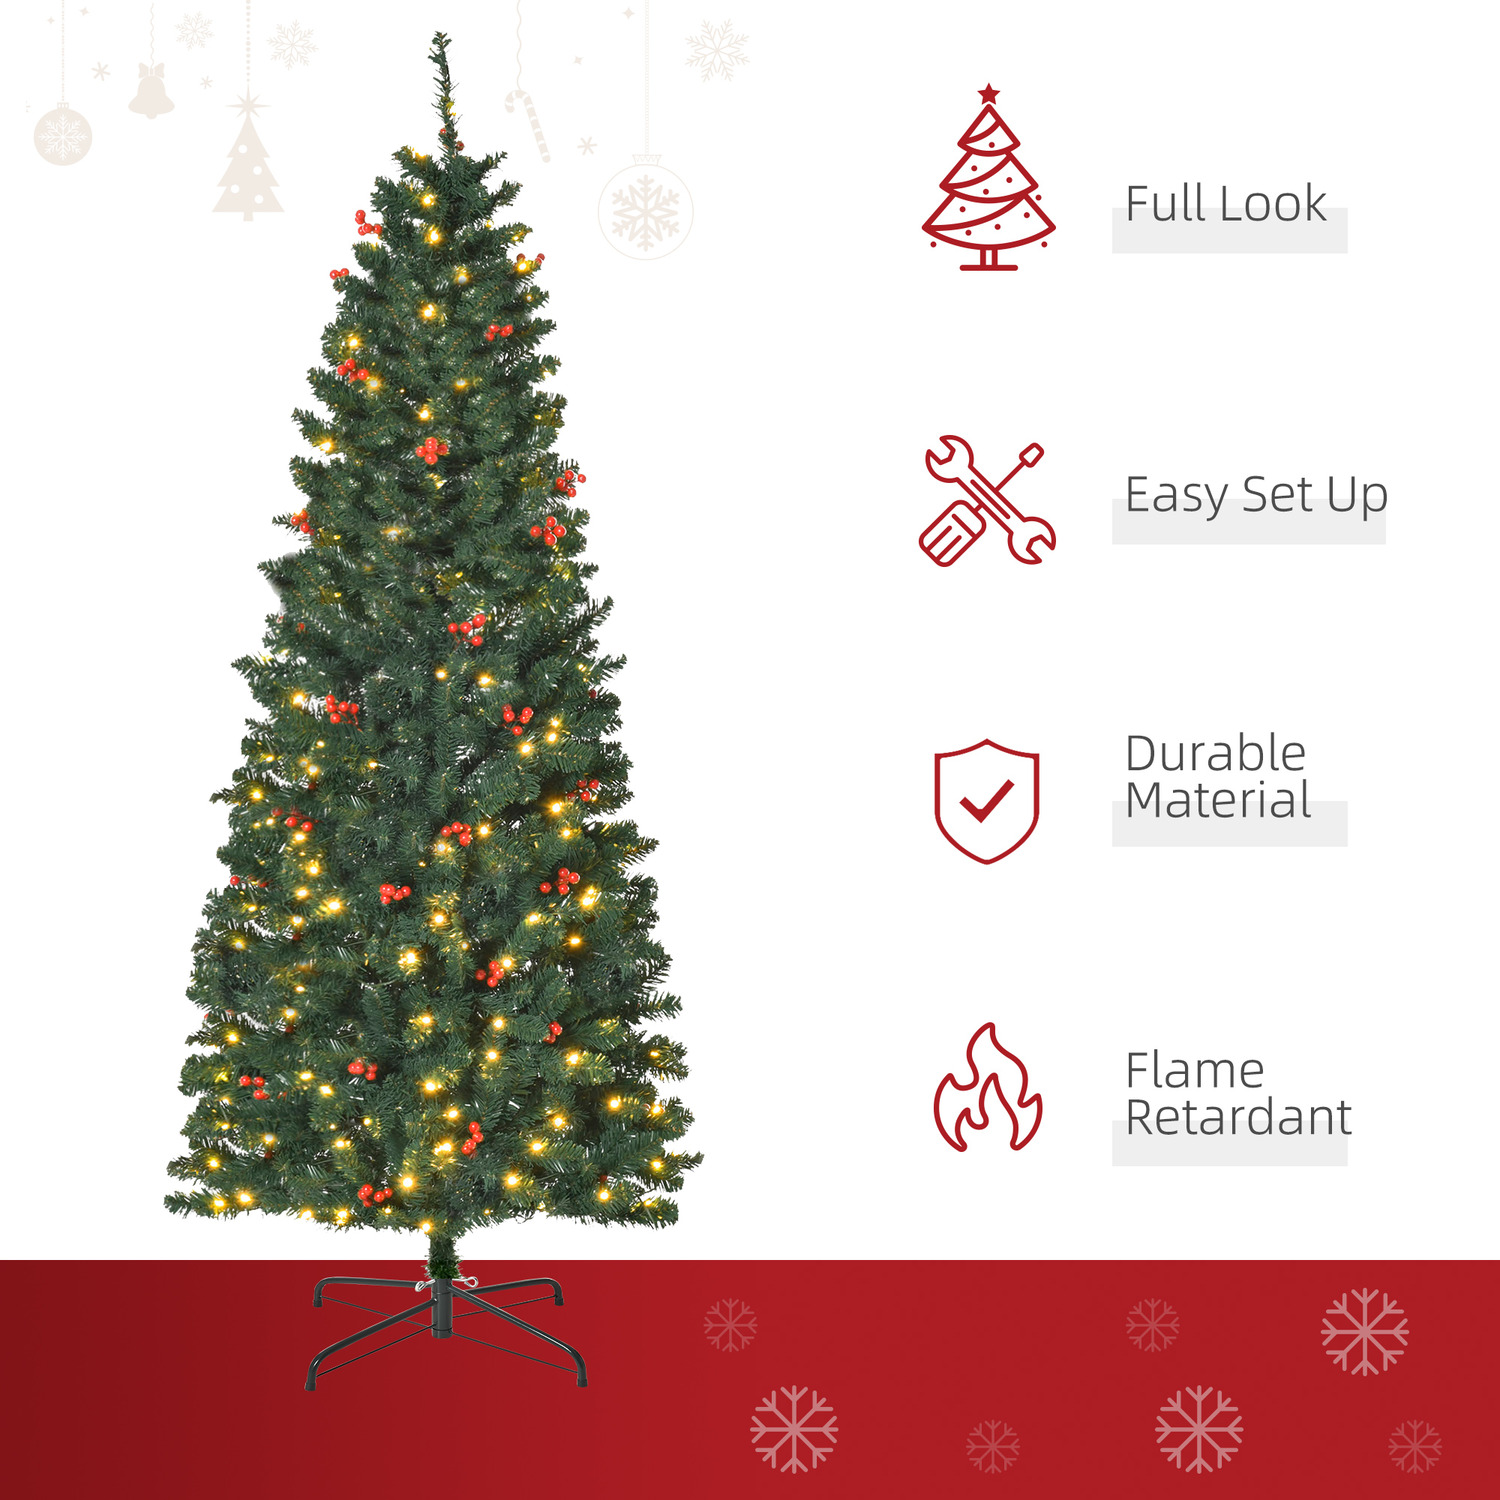 Full Look
Easy Set Up
Durable
Material
Flame
Retardant